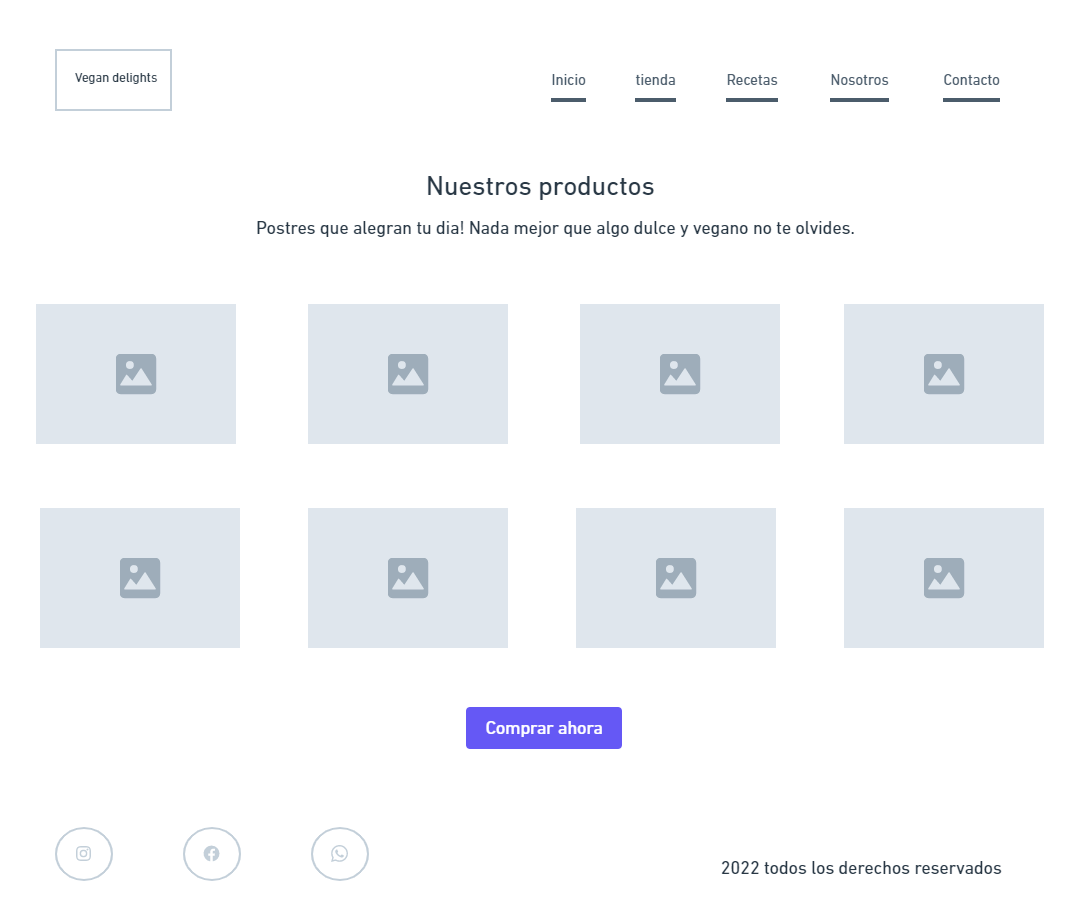 Vegan delights
Inicio tienda Recetas Nosotros Contacto
Nuestros productos
Postres que alegran tu dia! Nada mejor que algo dulce y vegano no te olvides.
Comprar ahora
2022 todos los derechos reservados